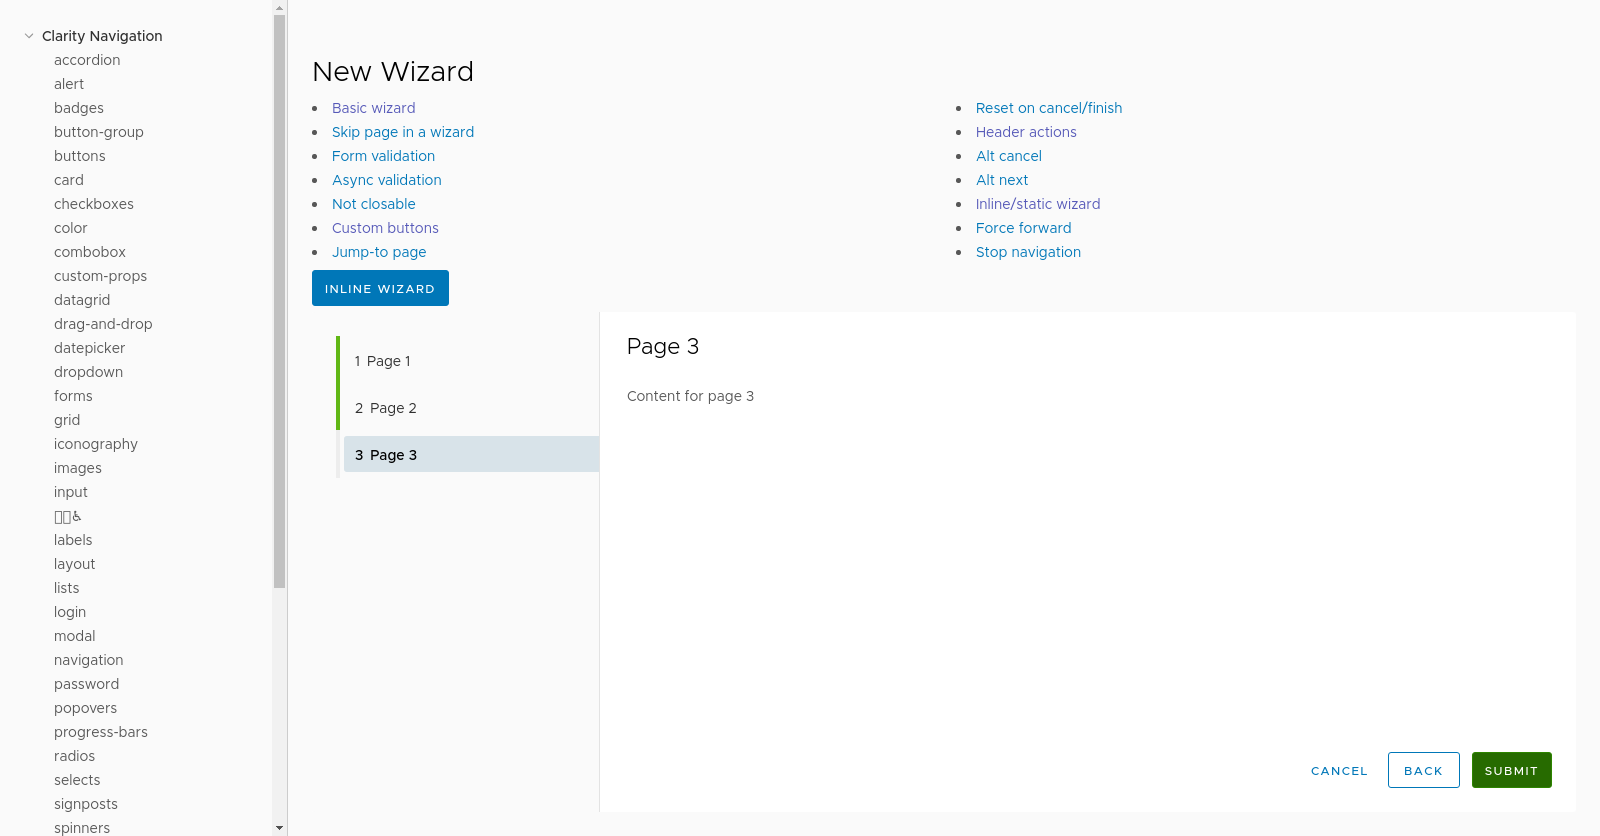 Clarity Navigation
accordion
alert
badges
button-group
buttons
card
checkboxes
color
combobox
custom-props
datagrid
drag-and-drop
datepicker
dropdown
forms
grid
iconography
images
input
♿
labels
layout
lists
login
modal
navigation
password
popovers
progress-bars
radios
selects
signposts
spinners
New Wizard
Basic wizard
Skip page in a wizard
Form validation
Async validation
Not closable
Custom buttons
Jump-to page
Reset on cancel/finish
Header actions
Alt cancel
Alt next
Inline/static wizard
Force forward
Stop navigation
INLINE WIZARD
1 Page 1
2 Page 2
3 Page 3
Page 3
Content for page 3
CANCEL
BACK
SUBMIT